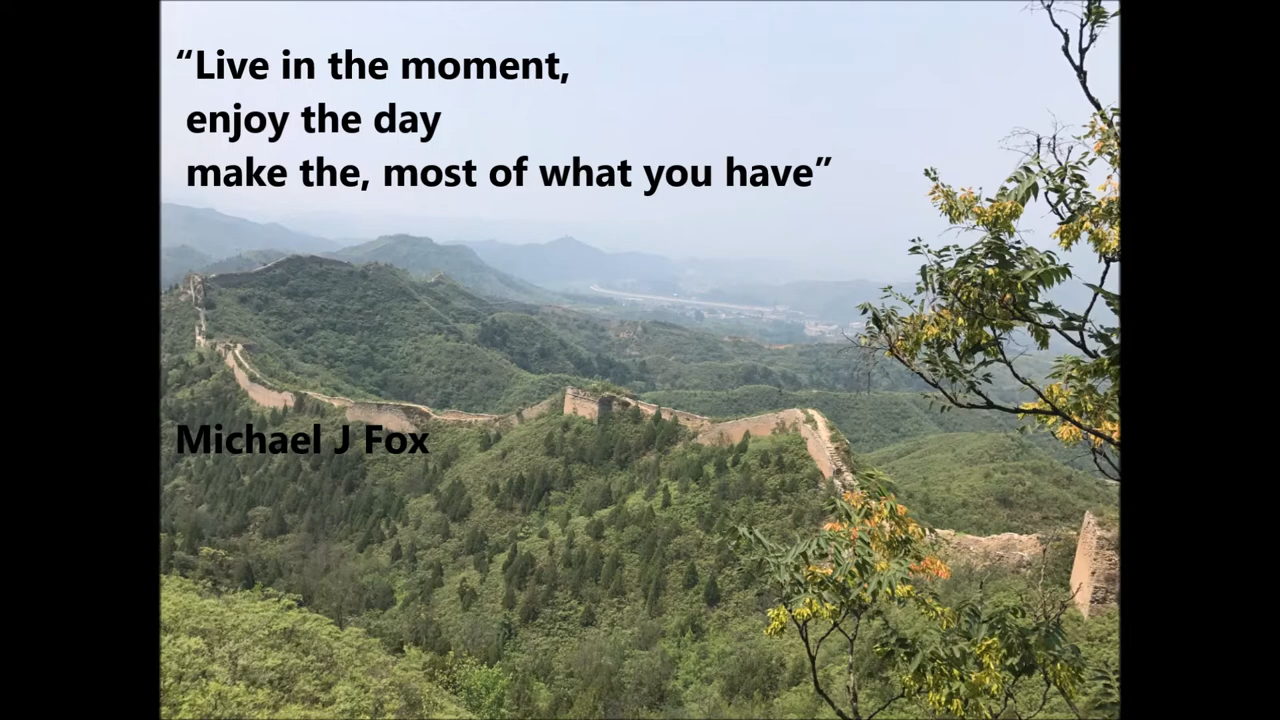 “Live in the moment,
enjoy the day
make the, most of what you have”
Michael J Fox